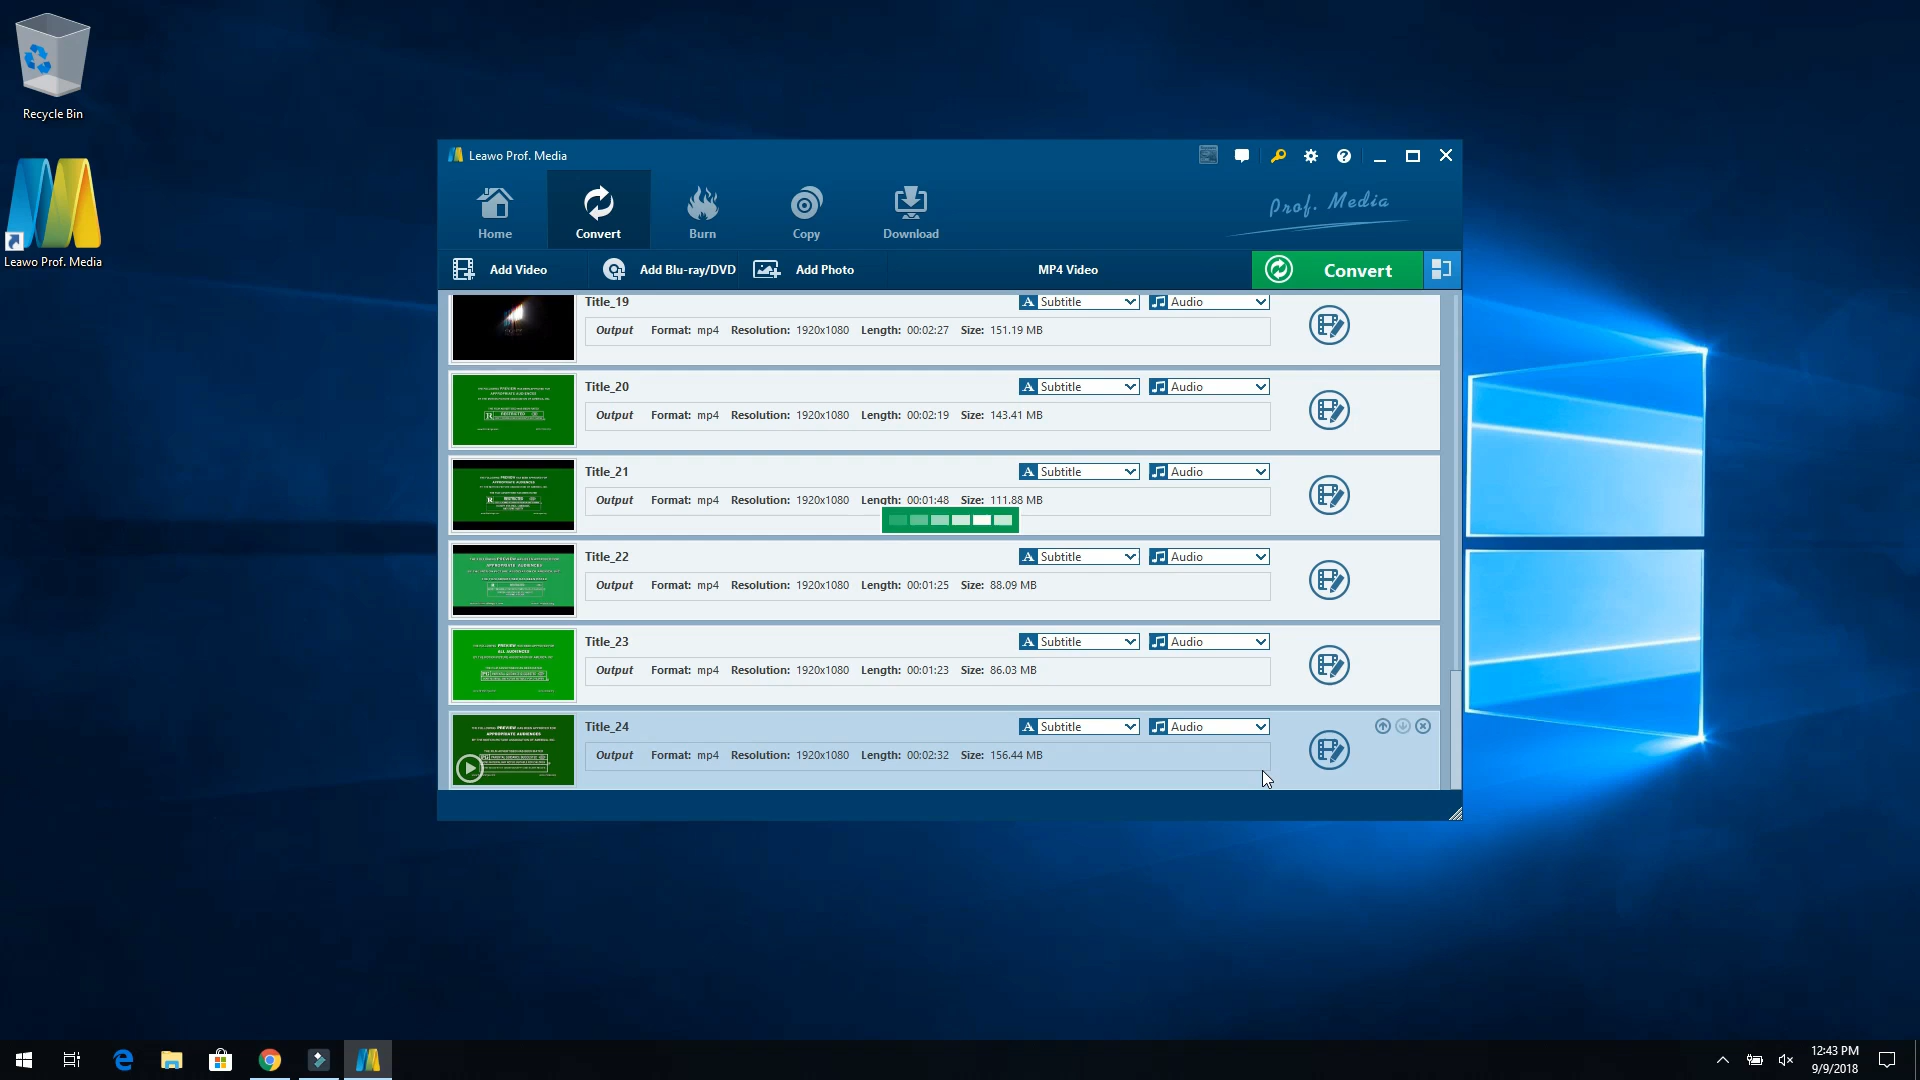 Recycle Bin
Leawo Prof. Media
Leawo Prof. Media
Prof. Media
Home
Convert
Burn
Copy
Download
Add Video
Add Blu-ray/DVD
Add Photo
MP4 Video
Convert
Title_19
A Subtitle
Audio
Output Format: mp4 Resolution: 1920x1080 Length: 00:02:27 Size: 151.19 MB
Title_20
A Subtitle
Audio
Output Format: mp4 Resolution: 1920x1080 Length: 00:02:19 Size: 143.41 MB
Title_21
A Subtitle
Audio
Output Format: mp4 Resolution: 1920x1080 Length: 00:01:48 Size: 111.88 MB
Title_22
A Subtitle
Audio
Output Format: mp4 Resolution: 1920x1080 Length: 00:01:25 Size: 88.09 MB
Title_23
A Subtitle
Audio
Output Format: mp4 Resolution: 1920x1080 Length: 00:01:23 Size: 86.03 MB
Title_24
A Subtitle
Audio
Output Format: mp4 Resolution: 1920x1080 Length: 00:02:32 Size: 156.44 MB
12:43 PM
9/9/2018